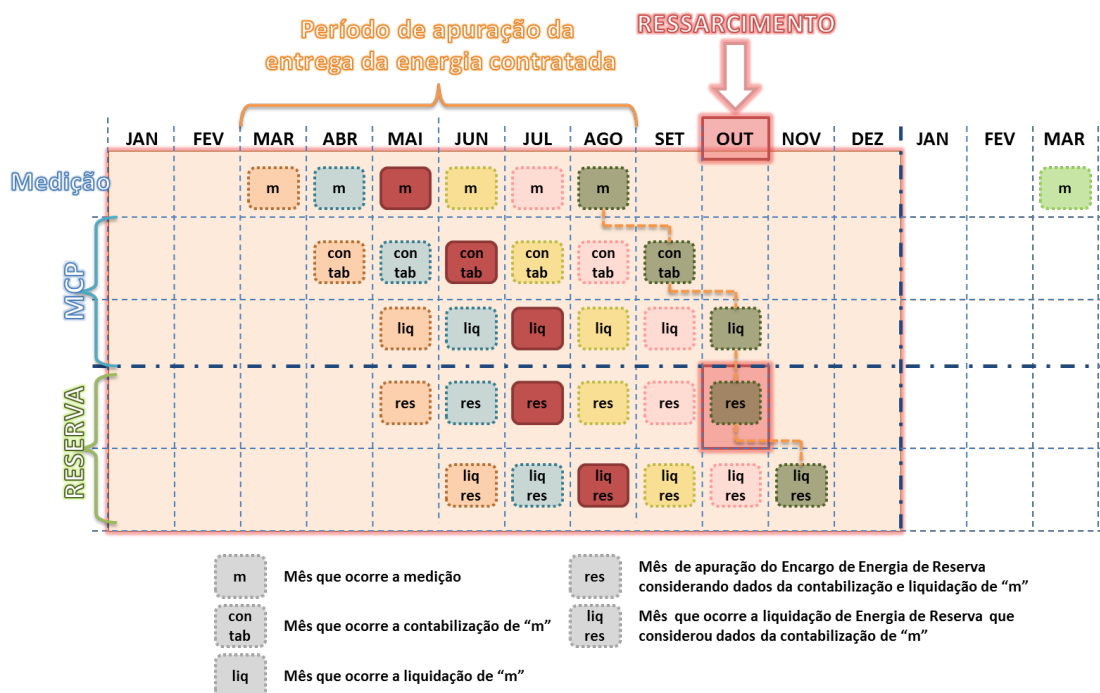 Período de apuração da
entrega da energia contratada
RESSARCIMENTO
JAN FEV MAR ABR MAI JUN JUL AGO SET OUT NOV DEZ JAN FEV MAR
Medição
m m m m m m m
MCP
con con con con con con
tab tab tab tab tab tab
liq liq liq liq liq liq
RESERVA
res res res res res res
liq liq liq liq liq liq
res res res res res res
m
Mês que ocorre a medição
con
tab
Mês que ocorre a contabilização de “m”
liq
Mês que ocorre a liquidação de “m”
res
Mês de apuração do Encargo de Energia de Reserva
considerando dados da contabilização e liquidação de “m”
liq
res
Mês que ocorre a liquidação de Energia de Reserva que
considerou dados da contabilização de “m”